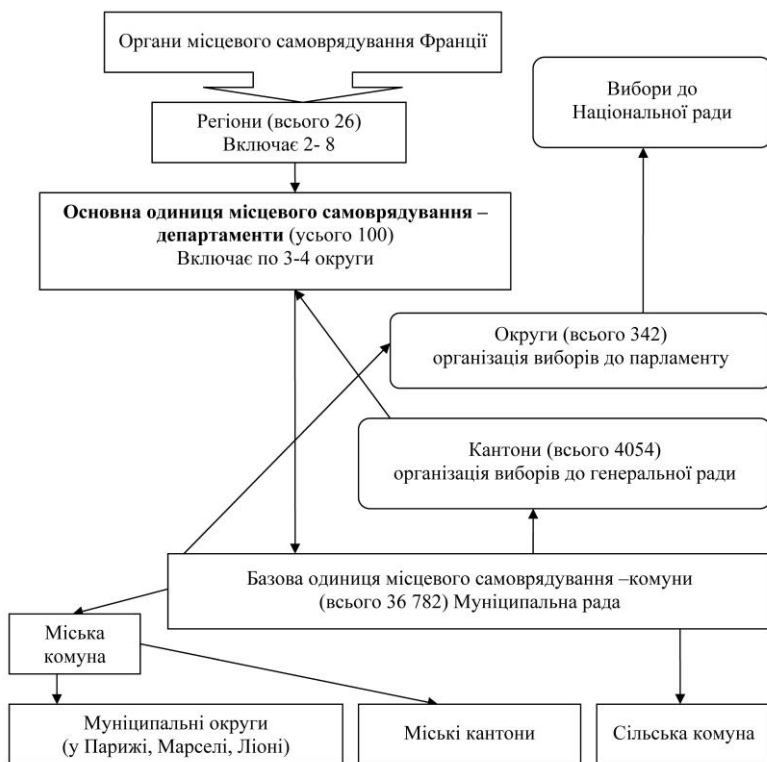 Органи місцевого самоврядування Франції
Вибори до
Національної ради
Регіони (всього 26)
Включає 2- 8
Основна одиниця місцевого самоврядування –
департаменти (усього 100)
Включає по 3-4 округи
Округи (всього 342)
організація виборів до парламенту
Кантони (всього 4054)
організація виборів до генеральної ради
Базова одиниця місцевого самоврядування –комуни
(всього 36 782) Муніципальна рада
Міська
комуна
Муніципальні округи
(у Парижі, Марселі, Ліоні)
Міські кантони
Сільська комуна